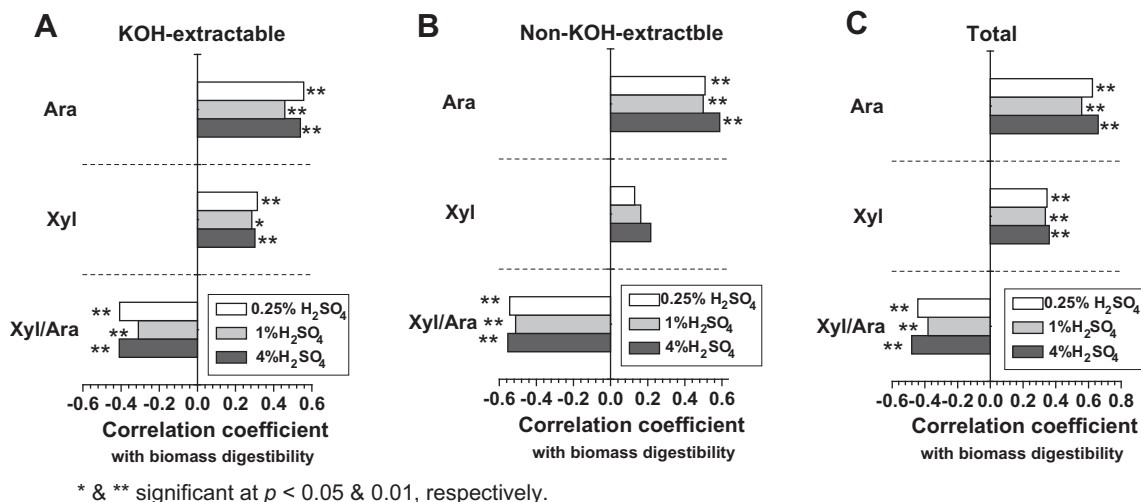 A
KOH-extractable
Ara
**
**
**
Xyl
**
*
**
Xyl/Ara
**
**
**
0.25% H₂SO₄
1%H₂SO₄
4%H₂SO₄
-0.6 -0.4 -0.2 0.0 0.2 0.4 0.6
Correlation coefficient
with biomass digestibility
B
Non-KOH-extractble
Ara
**
**
**
Xyl
Xyl/Ara
**
**
**
0.25% H₂SO₄
1%H₂SO₄
4%H₂SO₄
-0.6 -0.4 -0.2 0.0 0.2 0.4 0.6
Correlation coefficient
with biomass digestibility
C
Total
Ara
**
**
**
Xyl
**
**
**
Xyl/Ara
**
**
**
0.25% H₂SO₄
1%H₂SO₄
4%H₂SO₄
-0.6 -0.4 -0.2 0.0 0.2 0.4 0.6 0.8
Correlation coefficient
with biomass digestibility
* & ** significant at p < 0.05 & 0.01, respectively.